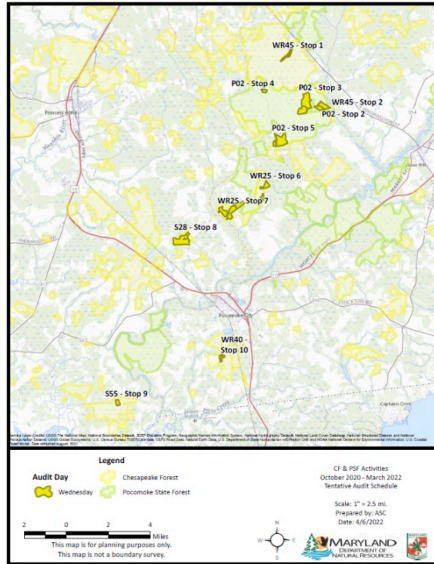 WR45 - Stop 1
P02 - Stop 4
P02 - Stop 3
WR45 - Stop 2
P02 - Stop 2
P02 - Stop 5
WR25 - Stop 6
WR25 - Stop 7
S28 - Stop 8
Pocomoke City
WR40 -
Stop 10
S55 - Stop 9
Legend
Audit Day
Wednesday
Chesapeake Forest
Pocomoke State Forest
CF & PSF Activities
October 2020 - March 2022
Tentative Audit Schedule
Scale: 1" = 2.5 mi.
Prepared by: ASC
Date: 4/6/2022
2 0 2 4
Miles
This map is for planning purposes only.
This map is not a boundary survey.
N
W E
S
MARYLAND
DEPARTMENT OF
NATURAL RESOURCES